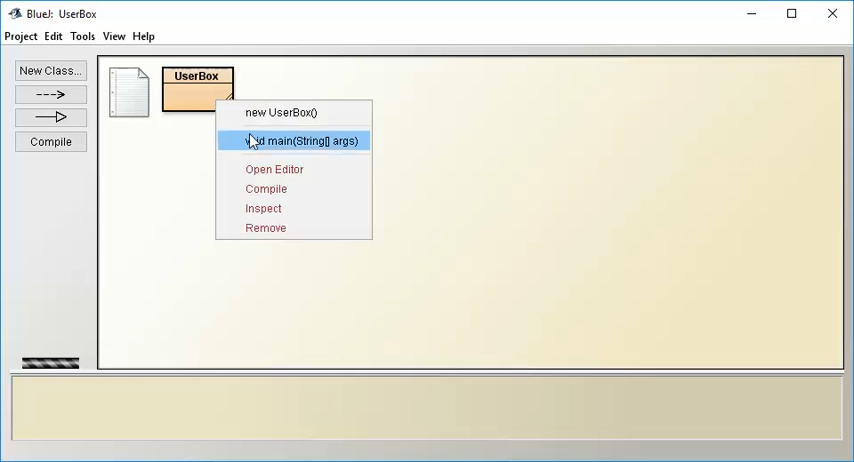 BlueJ: UserBox
Project Edit Tools View Help
New Class...
Compile
UserBox
new UserBox()
void main(String[] args)
Open Editor
Compile
Inspect
Remove